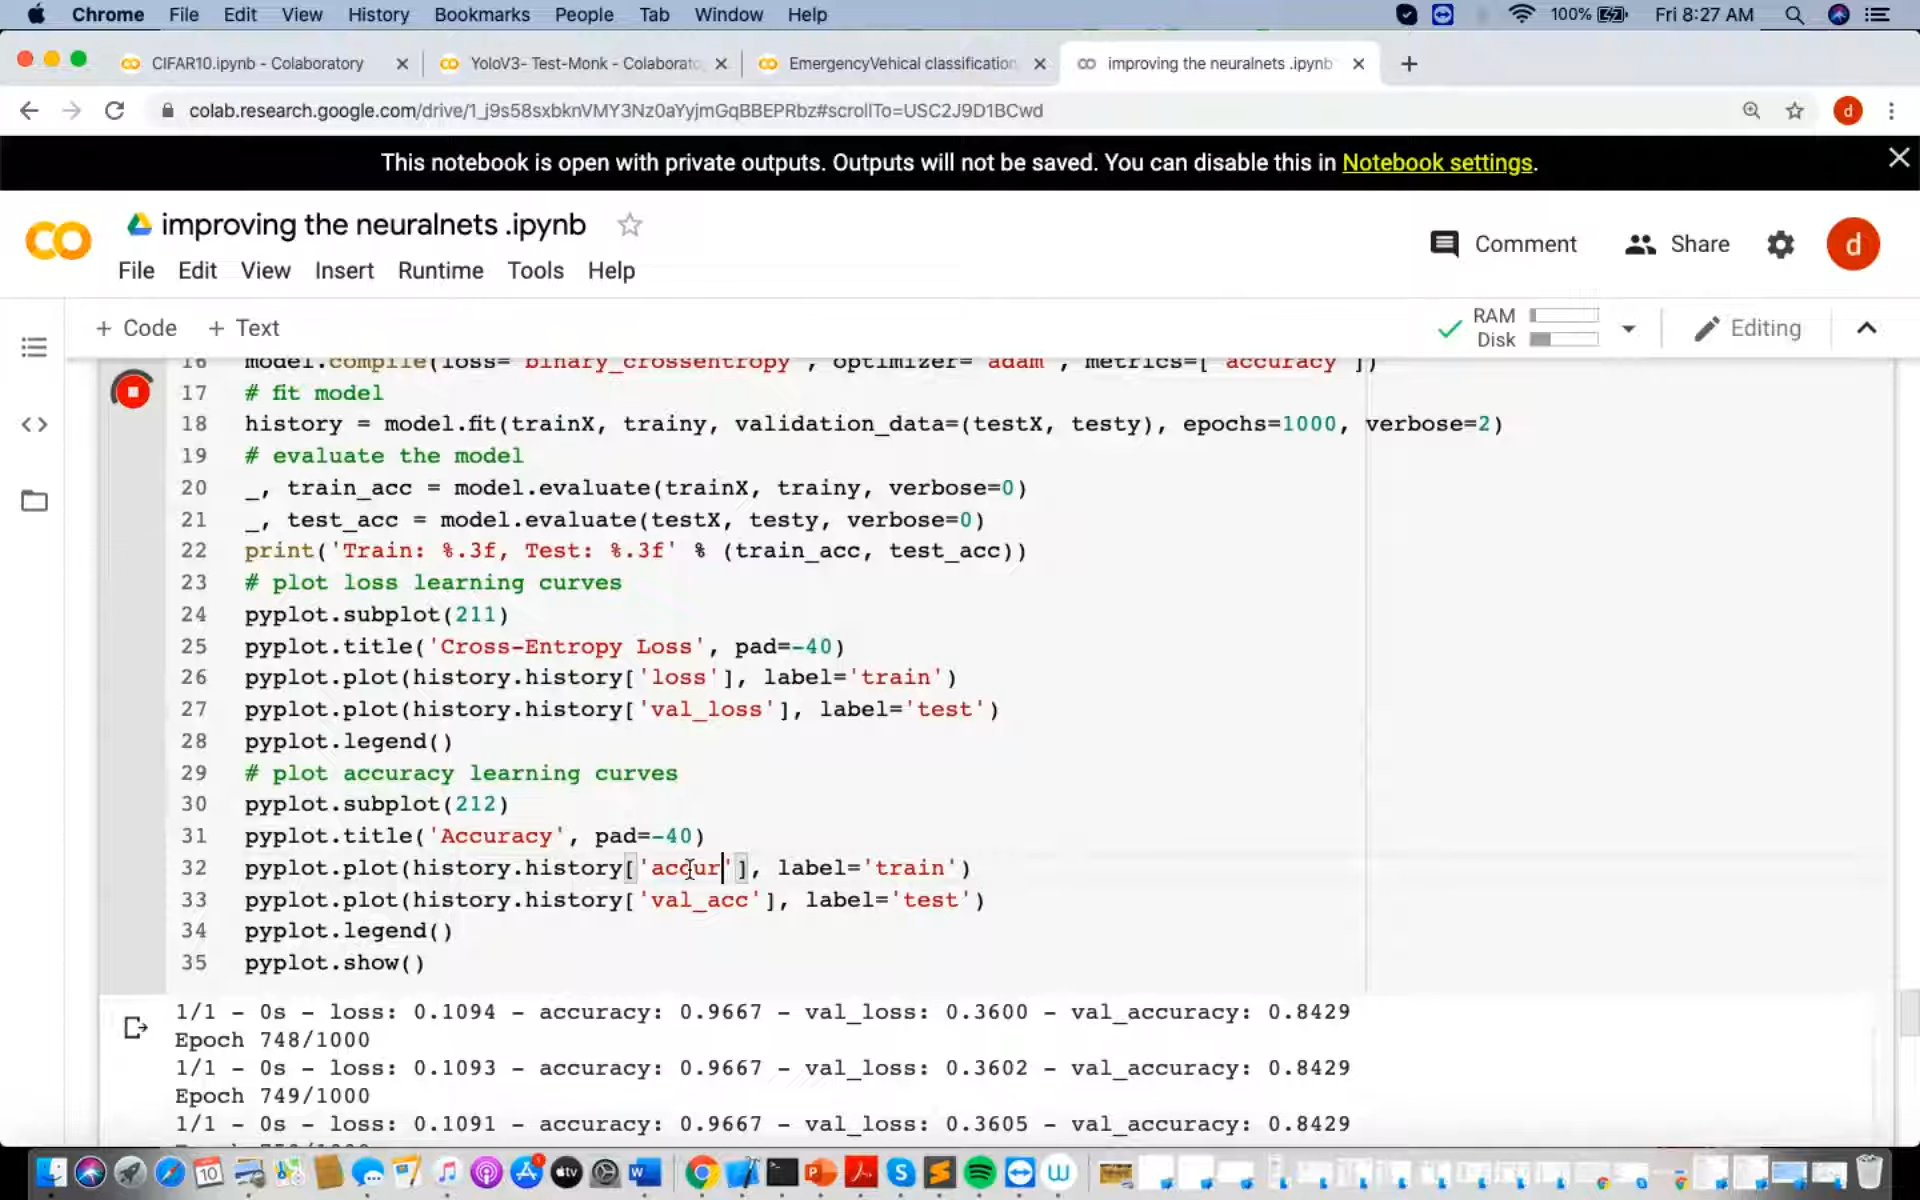 Chrome File Edit View History Bookmarks People Tab Window Help 100% Fri 8:27 AM
CIFAR10.ipynb - Colaboratory YoloV3- Test-Monk - Colaborato EmergencyVehical classification improving the neuralnets .ipynb
colab.research.google.com/drive/1_j9s58sxbknVMY3Nz0aYyjmGqBBEPRbz#scrollTo=USC2J9D1BCwd d
This notebook is open with private outputs. Outputs will not be saved. You can disable this in Notebook settings.
CO improving the neuralnets .ipynb Comment Share d
File Edit View Insert Runtime Tools Help
+ Code + Text RAM Disk Editing
16 model.compile(loss='binary_crossentropy', optimizer='adam', metrics=['accuracy'])
17 # fit model
18 history = model.fit(trainX, trainy, validation_data=(testX, testy), epochs=1000, verbose=2)
19 # evaluate the model
20 _, train_acc = model.evaluate(trainX, trainy, verbose=0)
21 _, test_acc = model.evaluate(testX, testy, verbose=0)
22 print('Train: %.3f, Test: %.3f' % (train_acc, test_acc))
23 # plot loss learning curves
24 pyplot.subplot(211)
25 pyplot.title('Cross-Entropy Loss', pad=-40)
26 pyplot.plot(history.history['loss'], label='train')
27 pyplot.plot(history.history['val_loss'], label='test')
28 pyplot.legend()
29 # plot accuracy learning curves
30 pyplot.subplot(212)
31 pyplot.title('Accuracy', pad=-40)
32 pyplot.plot(history.history['accur'], label='train')
33 pyplot.plot(history.history['val_acc'], label='test')
34 pyplot.legend()
35 pyplot.show()
1/1 - 0s - loss: 0.1094 - accuracy: 0.9667 - val_loss: 0.3600 - val_accuracy: 0.8429
Epoch 748/1000
1/1 - 0s - loss: 0.1093 - accuracy: 0.9667 - val_loss: 0.3602 - val_accuracy: 0.8429
Epoch 749/1000
1/1 - 0s - loss: 0.1091 - accuracy: 0.9667 - val_loss: 0.3605 - val_accuracy: 0.8429